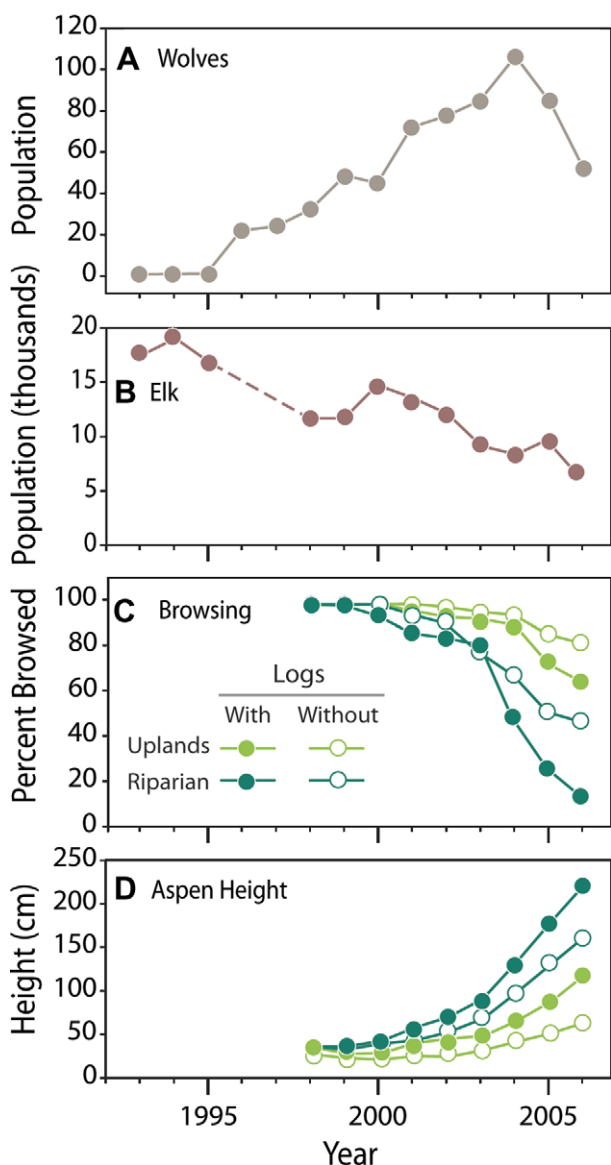 A Wolves
Population
120
100
80
60
40
20
0
B Elk
Population (thousands)
20
15
10
5
0
C Browsing
Percent Browsed
100
80
60
40
20
0
Logs
With Without
Uplands
Riparian
D Aspen Height
Height (cm)
250
200
150
100
50
0
1995 2000 2005
Year